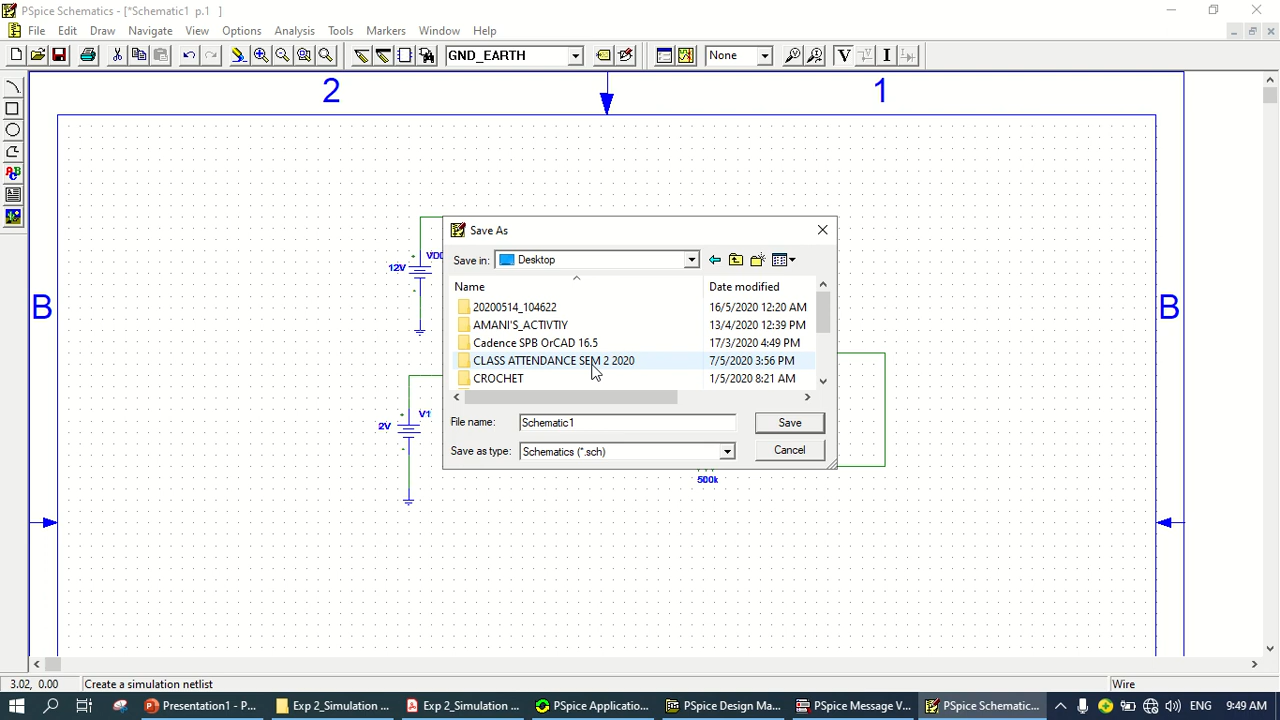 PSpice Schematics - [*Schematic1 p.1 ]
File Edit Draw Navigate View Options Analysis Tools Markers Window Help
GND_EARTH None V I
2 1
B B
12V
2V V1
500k
Save As
Save in: Desktop
Name Date modified
20200514_104622 16/5/2020 12:20 AM
AMANI'S_ACTIVTIY 13/4/2020 12:39 PM
Cadence SPB OrCAD 16.5 17/3/2020 4:49 PM
CLASS ATTENDANCE SEM 2 2020 7/5/2020 3:56 PM
CROCHET 1/5/2020 8:21 AM
File name: Schematic1 Save
Save as type: Schematics (*.sch) Cancel
3.02, 0.00 Create a simulation netlist Wire
Presentation1 - P... Exp 2_Simulation ... Exp 2_Simulation ... PSpice Applicatio... PSpice Design Ma... PSpice Message V... PSpice Schematic... ENG 9:49 AM